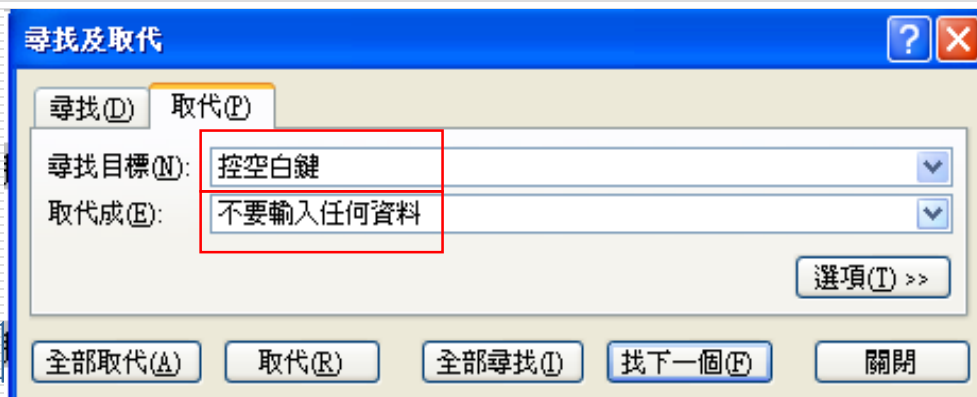 尋找及取代
尋找(D) 取代(P)
尋找目標(N): 控空白鍵
取代成(E): 不要輸入任何資料
選項(T) >>
全部取代(A) 取代(R) 全部尋找(I) 找下一個(F) 關閉